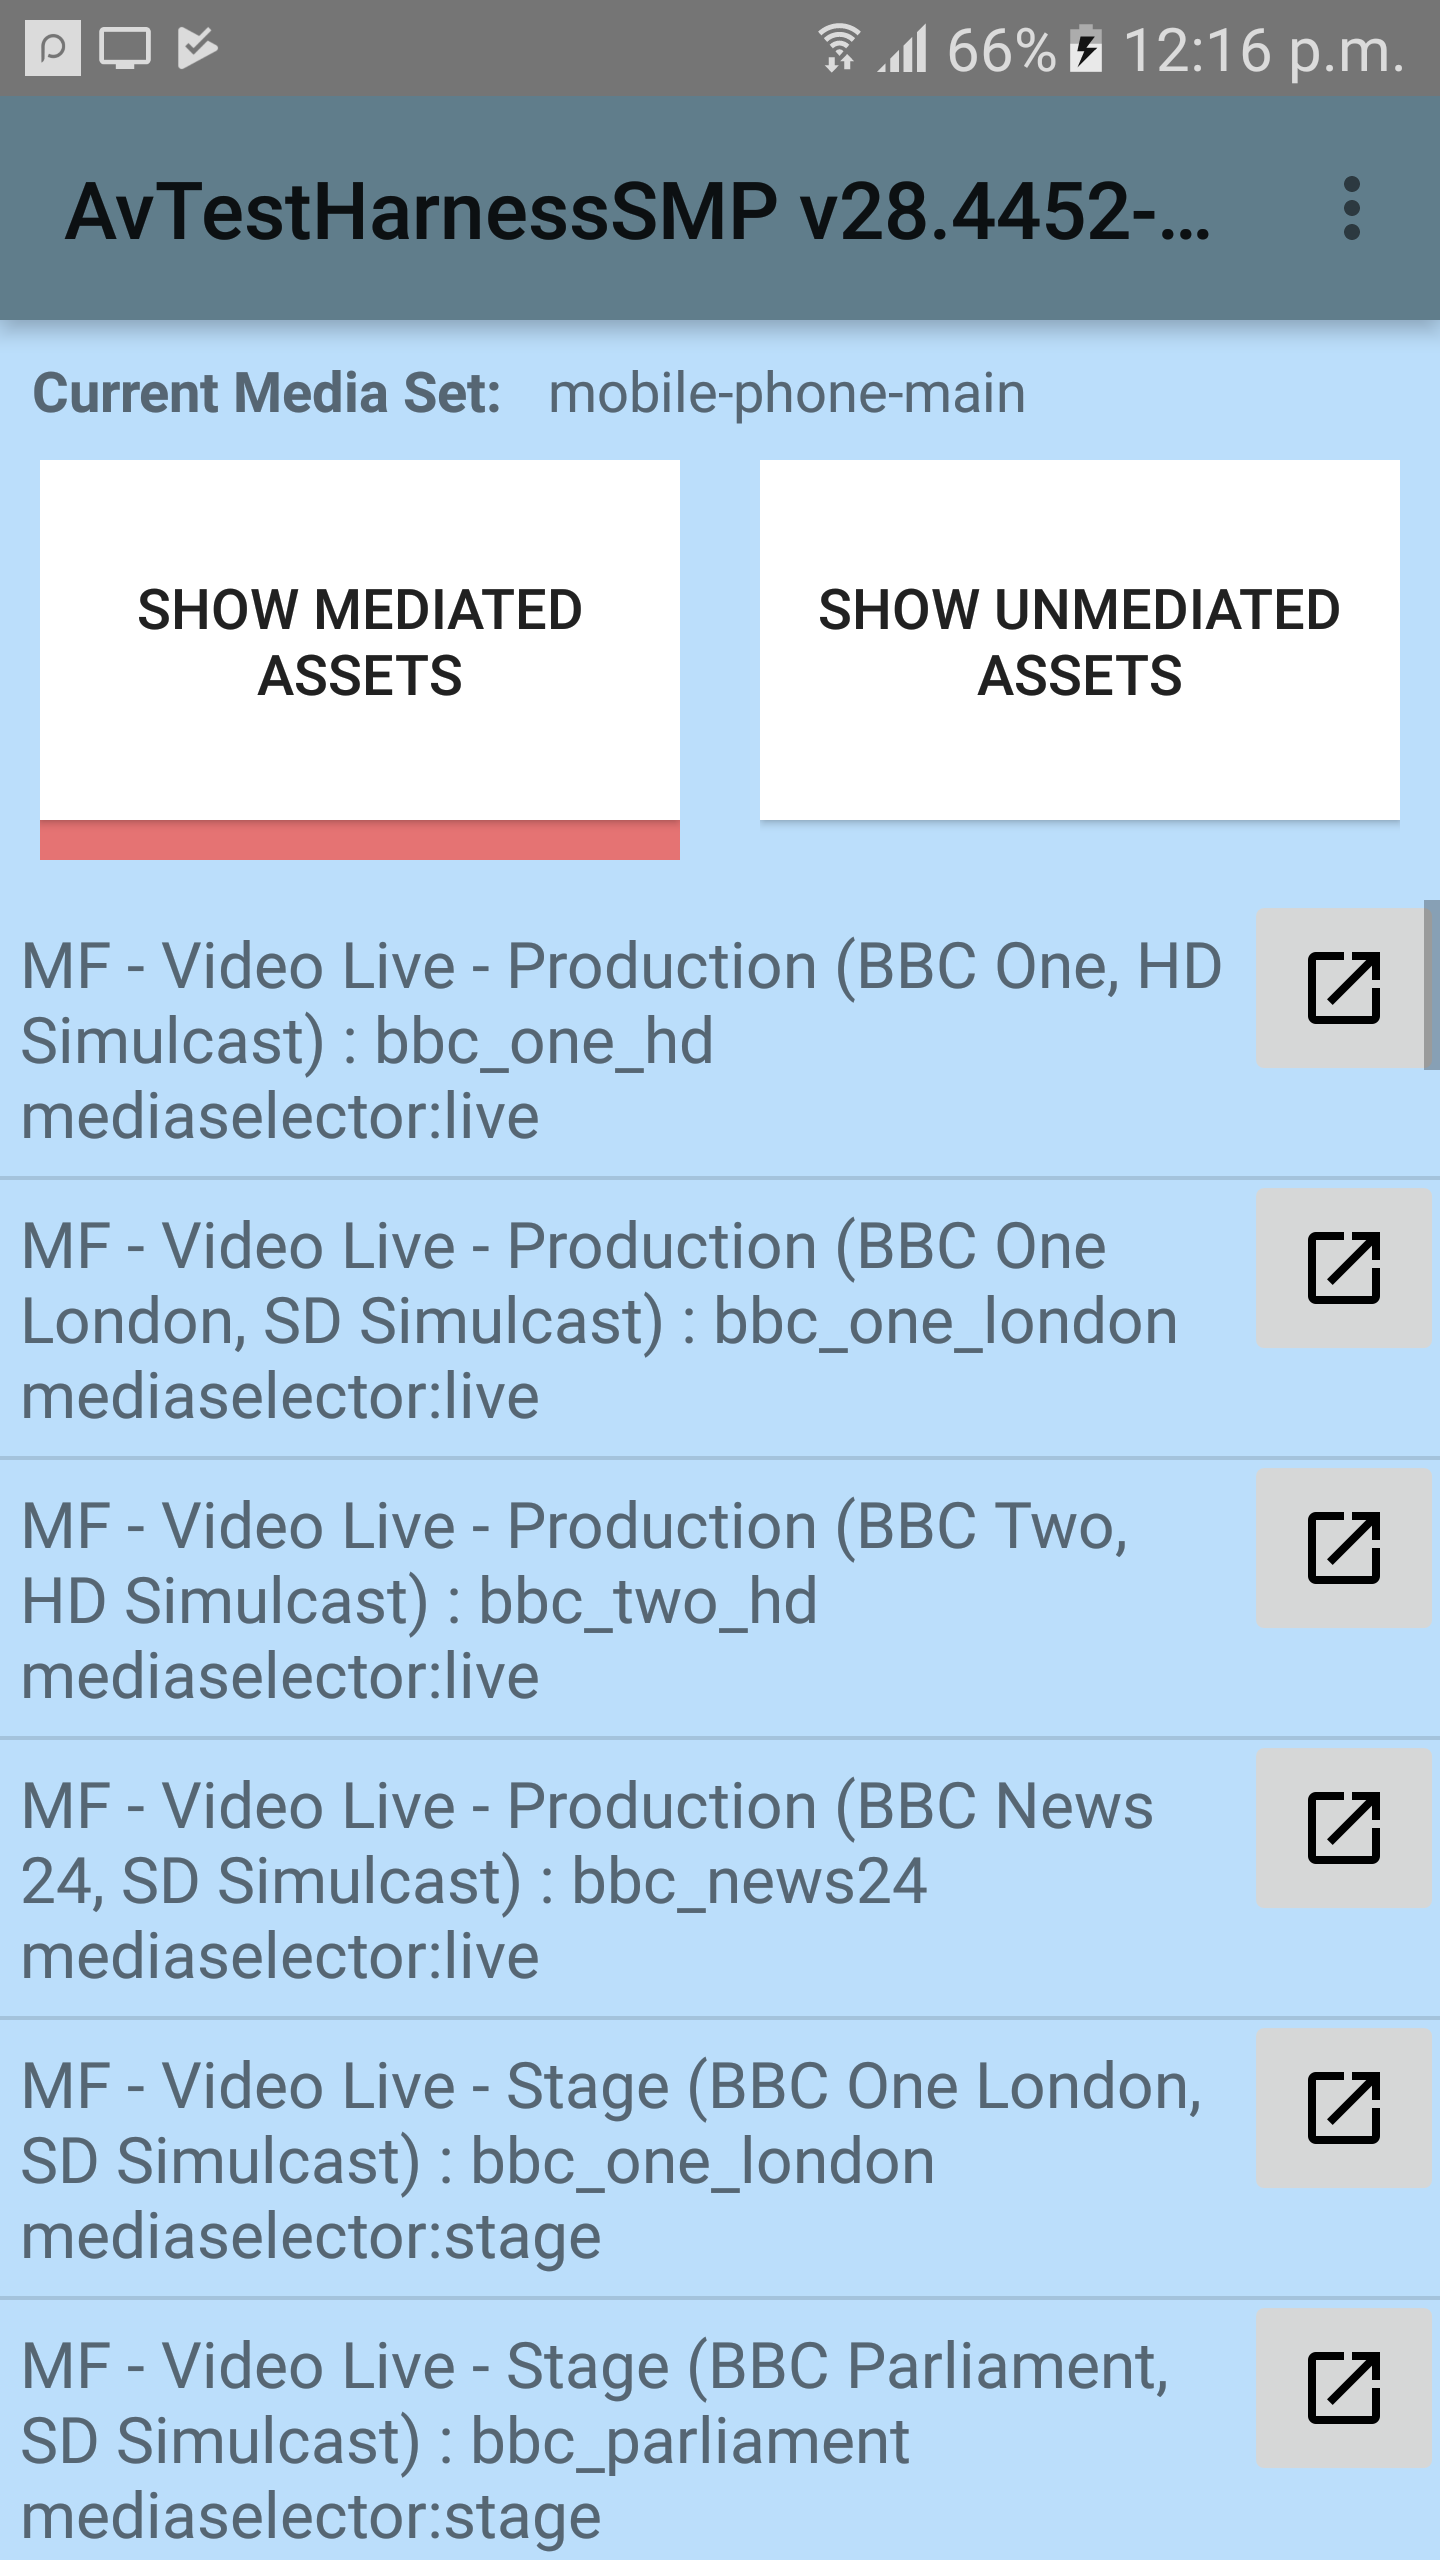 66% 12:16 p.m.
AvTestHarnessSMP v28.4452-...
Current Media Set: mobile-phone-main
SHOW MEDIATED
ASSETS
SHOW UNMEDIATED
ASSETS
MF - Video Live - Production (BBC One, HD
Simulcast) : bbc_one_hd
mediaselector:live
MF - Video Live - Production (BBC One
London, SD Simulcast) : bbc_one_london
mediaselector:live
MF - Video Live - Production (BBC Two,
HD Simulcast) : bbc_two_hd
mediaselector:live
MF - Video Live - Production (BBC News
24, SD Simulcast) : bbc_news24
mediaselector:live
MF - Video Live - Stage (BBC One London,
SD Simulcast) : bbc_one_london
mediaselector:stage
MF - Video Live - Stage (BBC Parliament,
SD Simulcast) : bbc_parliament
mediaselector:stage